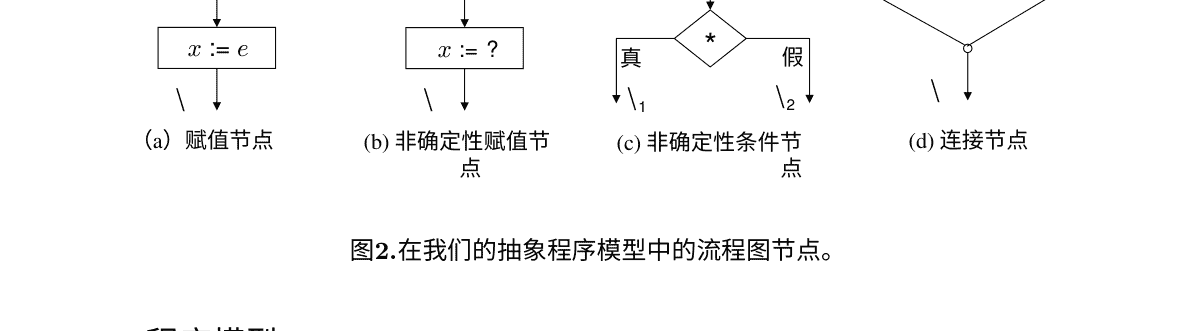 x := e
x := ?
*
真
假
\
\
\1
\2
\
(a) 赋值节点
(b) 非确定性赋值节
点
(c) 非确定性条件节
点
(d) 连接节点
图2.在我们的抽象程序模型中的流程图节点。